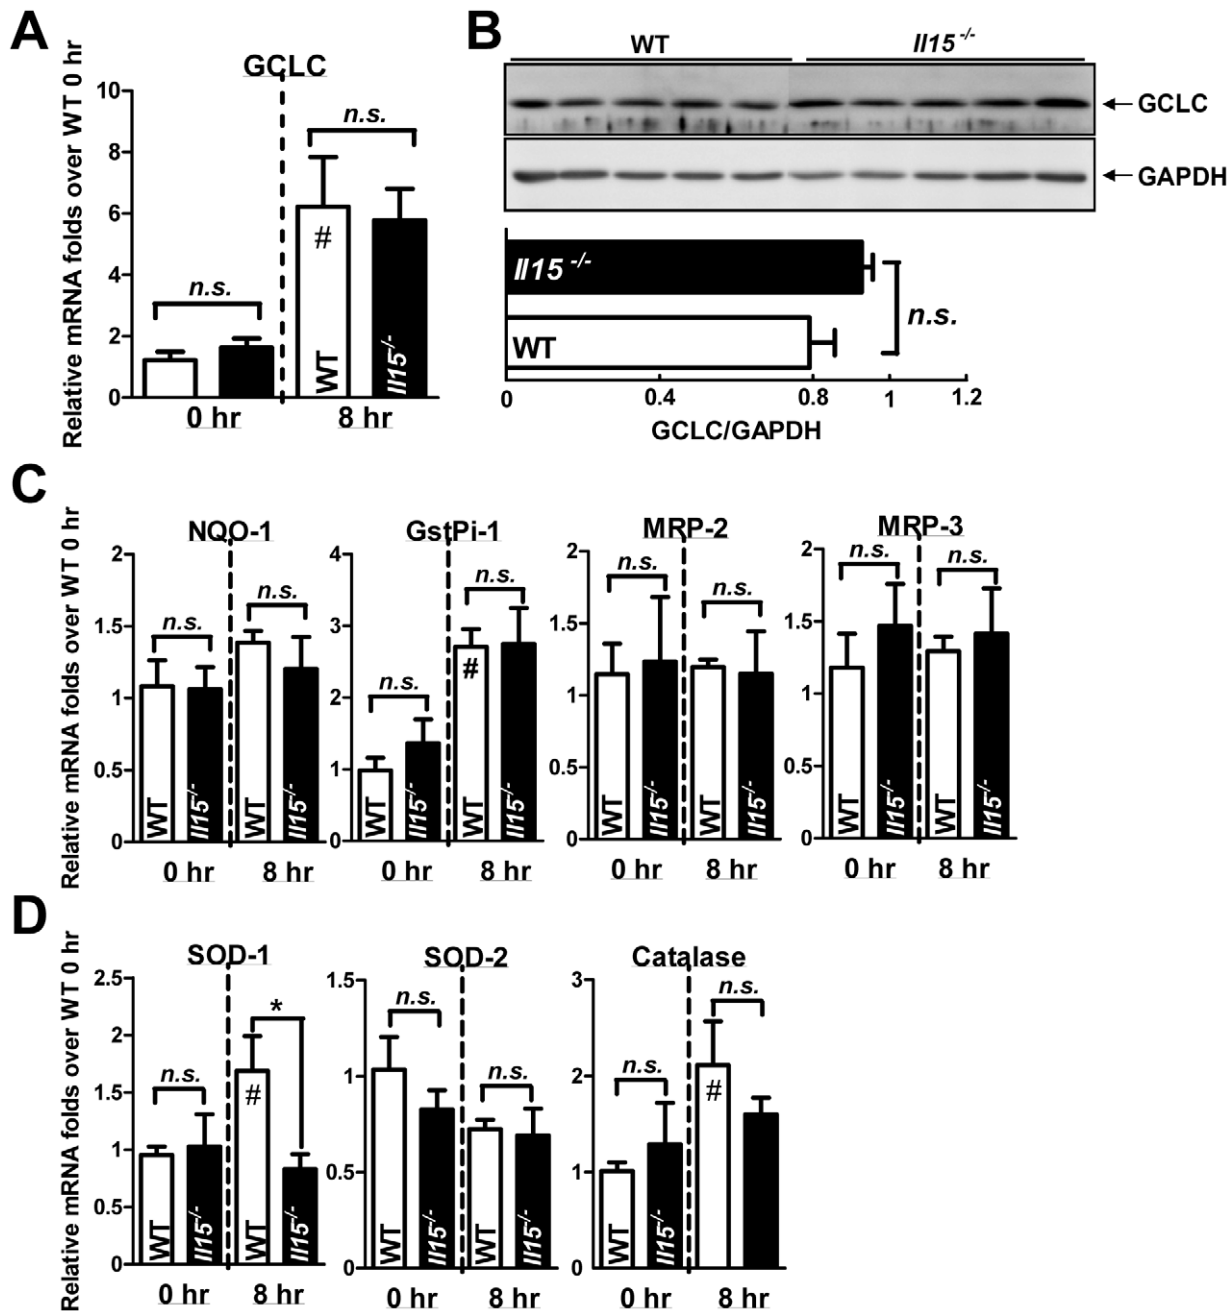 A
B
Relative mRNA folds over WT 0 hr
GCLC
10
8
6
4
2
0
n.s.
n.s.
#
WT
Il15-/-
0 hr
8 hr
WT
Il15 -/-
GCLC
GAPDH
Il15 -/-
WT
n.s.
0
0.4
0.8
1
1.2
GCLC/GAPDH
C
Relative mRNA folds over WT 0 hr
NQO-1
2
1.5
1
0.5
0
n.s.
n.s.
WT
Il15-/-
WT
Il15-/-
0 hr
8 hr
GstPi-1
4
3
2
1
0
n.s.
n.s.
#
WT
Il15-/-
WT
Il15-/-
0 hr
8 hr
MRP-2
2
1.5
1
0.5
0
n.s.
n.s.
WT
Il15-/-
WT
Il15-/-
0 hr
8 hr
MRP-3
2
1.5
1
0.5
0
n.s.
n.s.
WT
Il15-/-
WT
Il15-/-
0 hr
8 hr
D
Relative mRNA folds over WT 0 hr
SOD-1
2.5
2
1.5
1
0.5
0
n.s.
*
#
WT
Il15-/-
WT
Il15-/-
0 hr
8 hr
SOD-2
1.5
1
0.5
0
n.s.
n.s.
WT
Il15-/-
WT
Il15-/-
0 hr
8 hr
Catalase
3
2
1
0
n.s.
n.s.
#
WT
Il15-/-
WT
Il15-/-
0 hr
8 hr